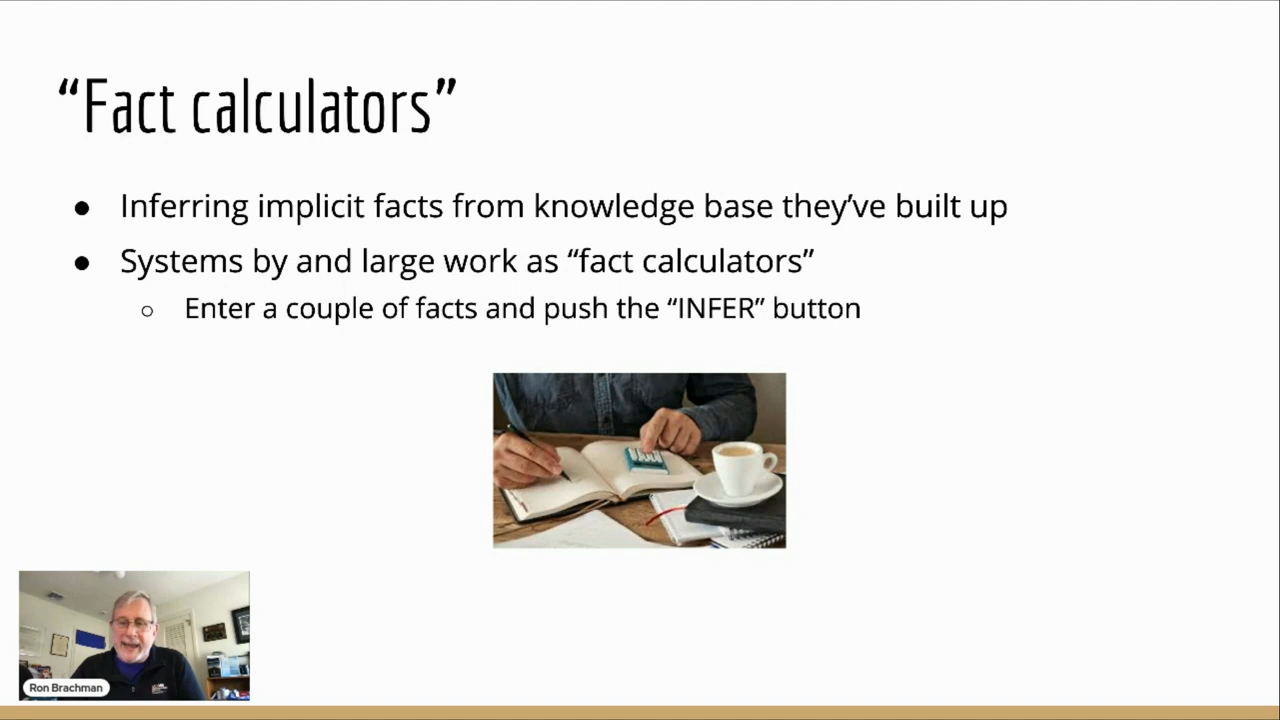 “Fact calculators”
● Inferring implicit facts from knowledge base they’ve built up
● Systems by and large work as “fact calculators”
○ Enter a couple of facts and push the “INFER” button
Ron Brachman